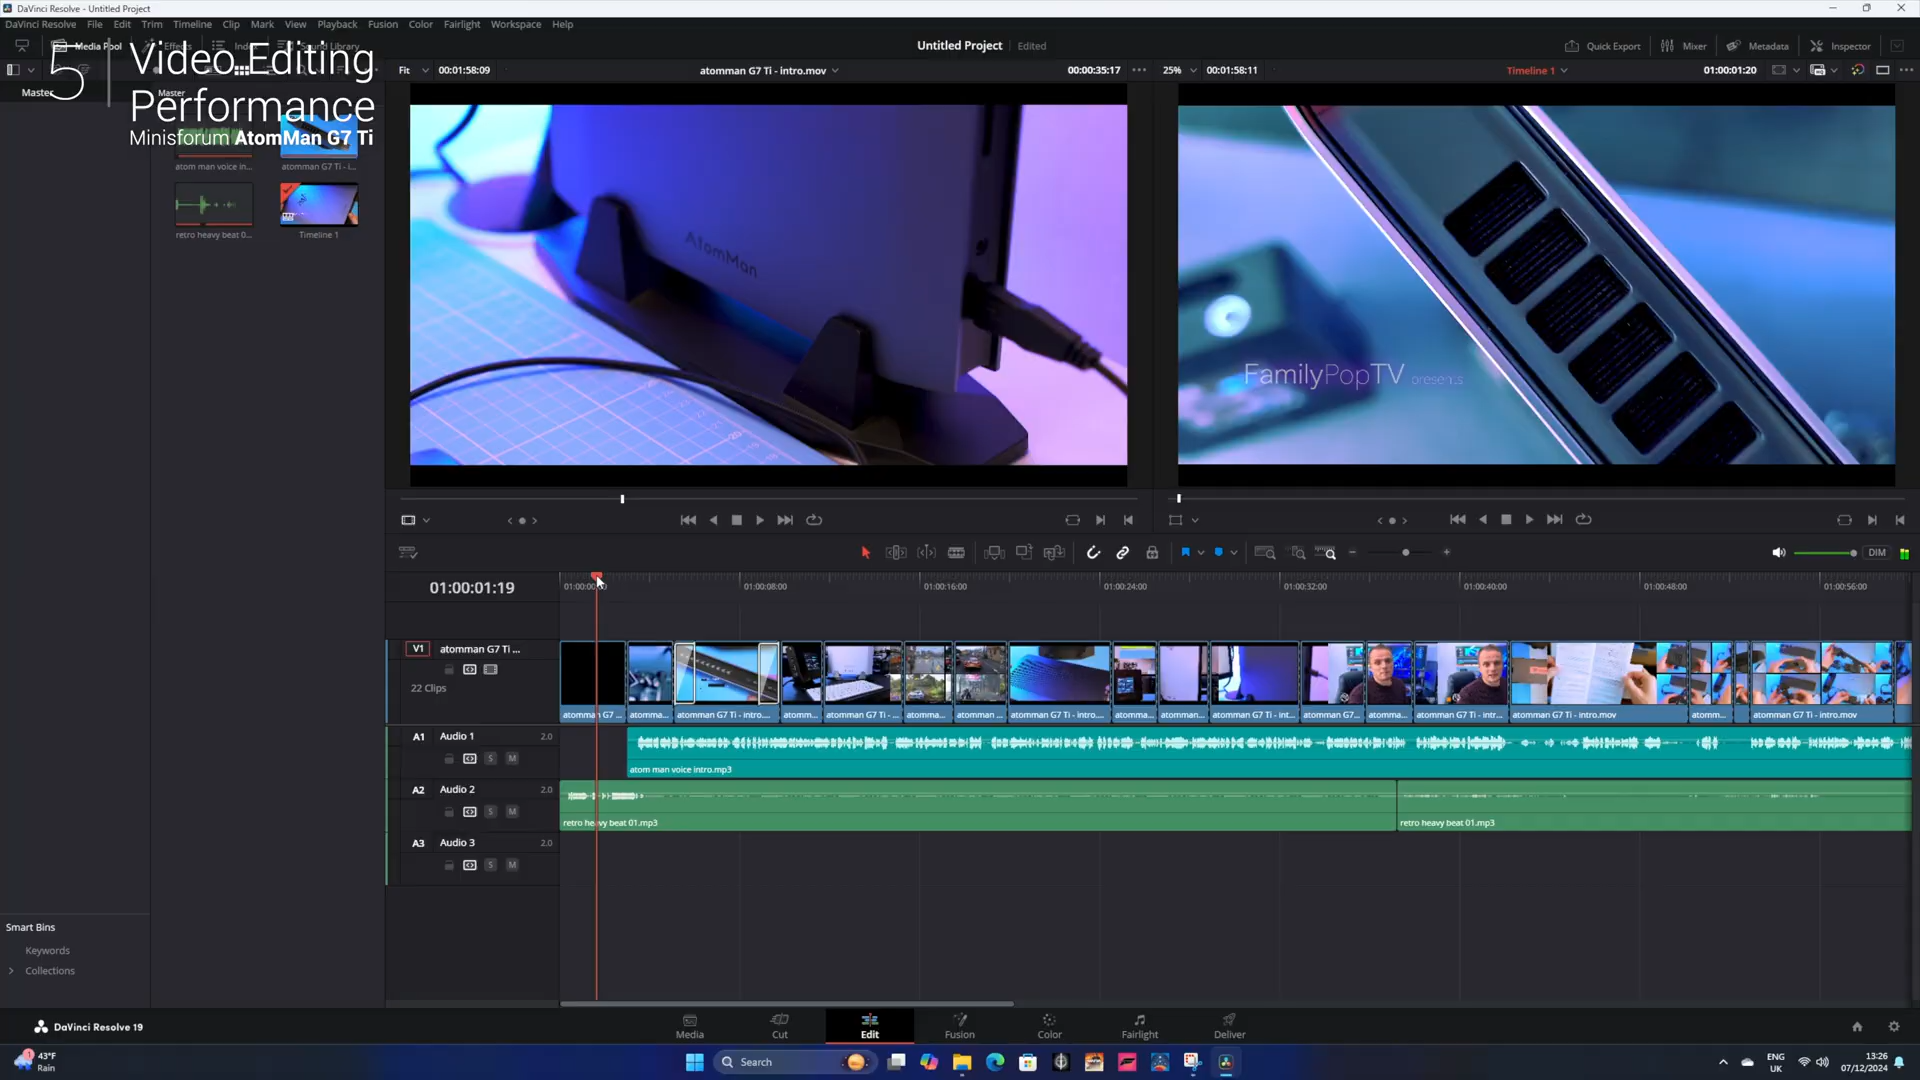 DaVinci Resolve - Untitled Project
DaVinci Resolve File Edit Trim Timeline Clip Mark View Playback Fusion Color Fairlight Workspace Help
Media Pool Effects Index Sound Library
Untitled Project Edited
Quick Export Mixer Metadata Inspector
5 Video Editing
Performance
Minisforum AtomMan G7 Ti
Fit 00:01:58:09 atomman G7 Ti - intro.mov 00:00:35:17
25% 00:01:58:11 Timeline 1 01:00:01:20
Master Master
atom man voice in... atomman G7 Ti - i...
retro heavy beat 0... Timeline 1
AtomMan
FamilyPopTV presents
DIM
01:00:01:19
01:00:00:00 01:00:08:00 01:00:16:00 01:00:24:00 01:00:32:00 01:00:40:00 01:00:48:00 01:00:56:00
V1 atomman G7 Ti ...
22 Clips
atomman G7 ... atomma... atomman G7 Ti - intro.... atomm... atomman G7 Ti - ... atomma... atomman ... atomman G7 Ti - intro.... atomma... atomman... atomman G7 Ti - int... atomman G7... atomma... atomman G7 Ti - intr... atomman G7 Ti - intro.mov atomm... atomman G7 Ti - intro.mov
A1 Audio 1 2.0
S M
atom man voice intro.mp3
A2 Audio 2 2.0
S M
retro heavy beat 01.mp3 retro heavy beat 01.mp3
A3 Audio 3 2.0
S M
Smart Bins
Keywords
Collections
DaVinci Resolve 19
Media Cut Edit Fusion Color Fairlight Deliver
1 43°F
Rain
Search
ENG
UK
13:26
07/12/2024